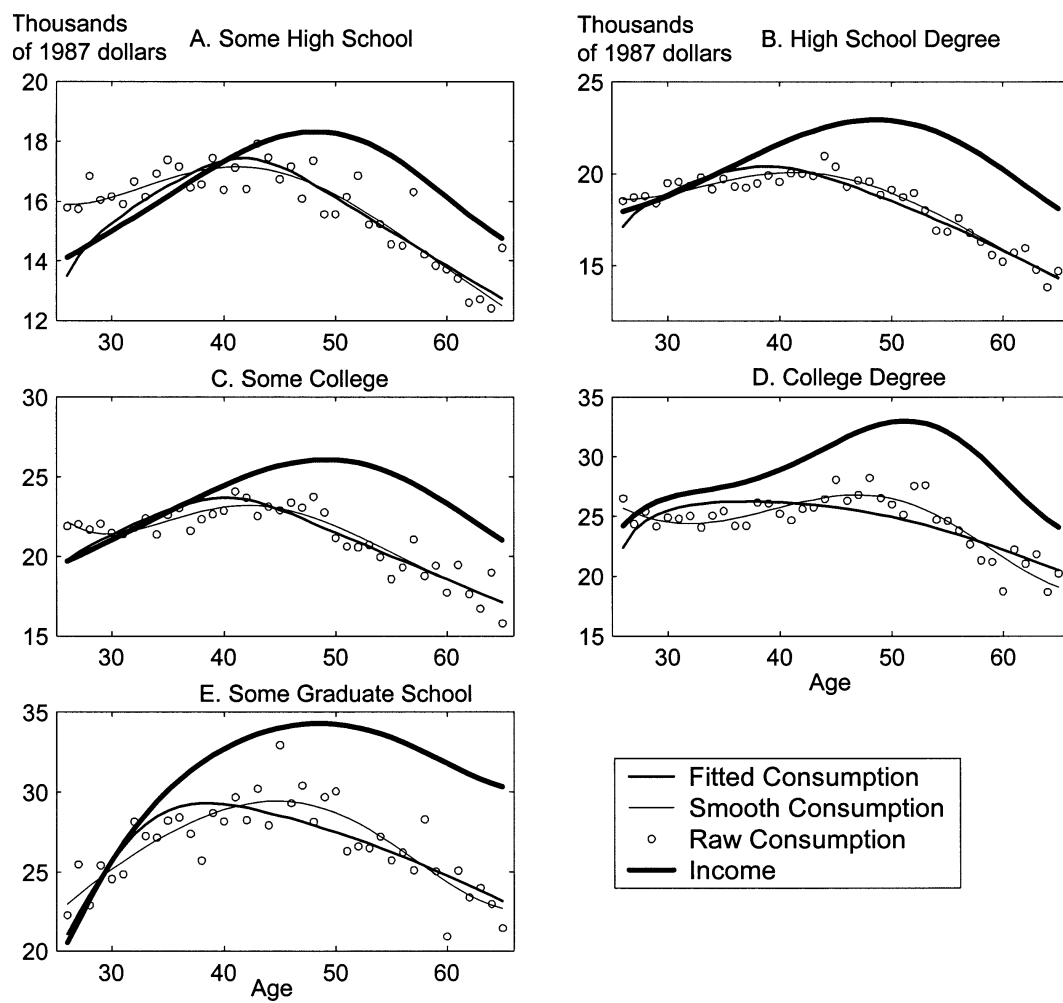 Thousands
of 1987 dollars
A. Some High School
20
18
16
14
12
30
40
50
60
Thousands
of 1987 dollars
B. High School Degree
25
20
15
30
40
50
60
C. Some College
30
25
20
15
30
40
50
60
D. College Degree
35
30
25
20
15
30
40
50
60
Age
E. Some Graduate School
35
30
25
20
30
40
50
60
Age
Fitted Consumption
Smooth Consumption
Raw Consumption
Income